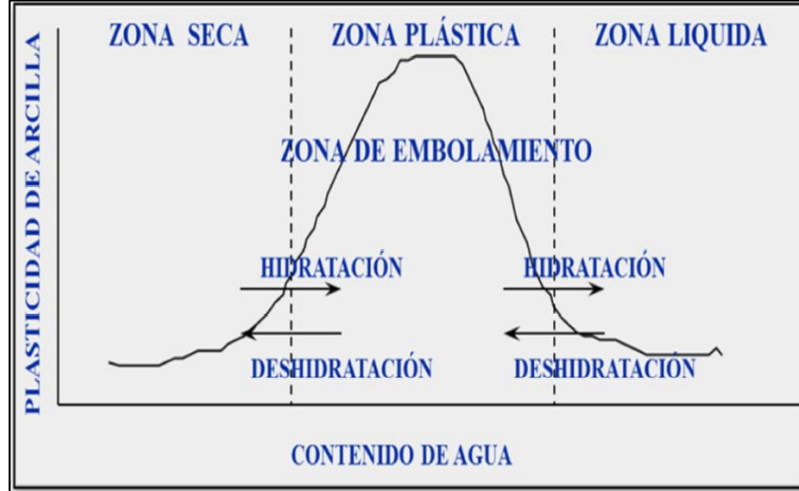 ZONA SECA
ZONA PLÁSTICA
ZONA LIQUIDA
PLASTICIDAD DE ARCILLA
ZONA DE EMBOLAMIENTO
HIDRATACIÓN
HIDRATACIÓN
DESHIDRATACIÓN
DESHIDRATACIÓN
CONTENIDO DE AGUA